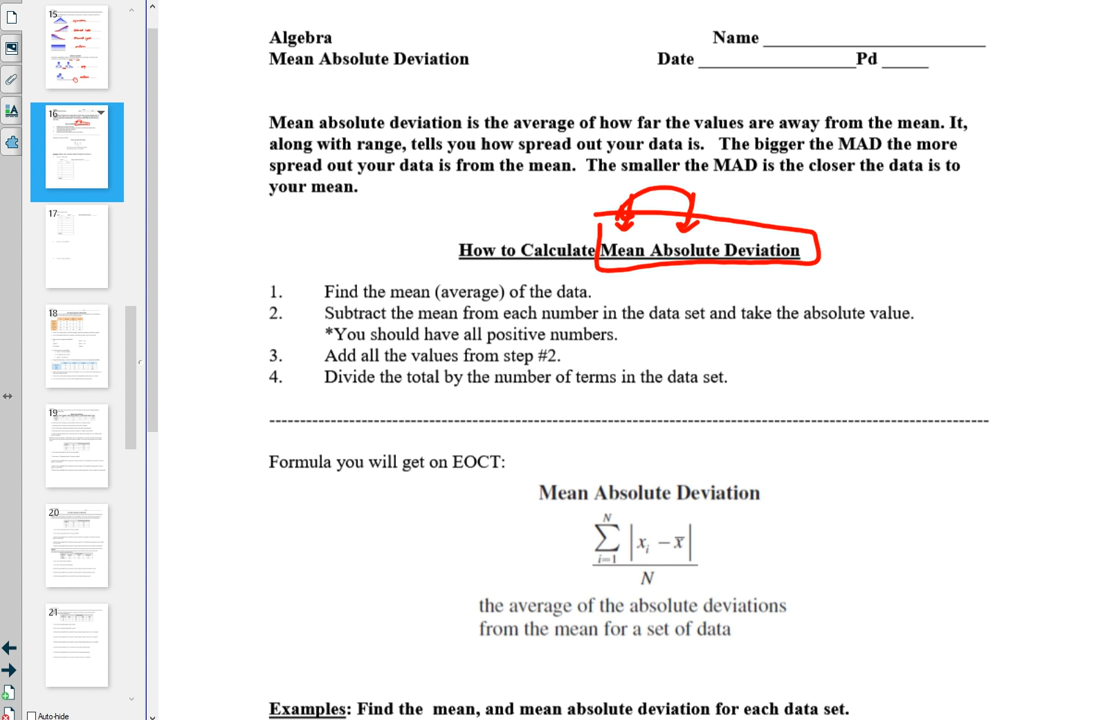 15
16
17
18
19
20
21
Auto-hide
Algebra
Name
Mean Absolute Deviation
Date Pd
Mean absolute deviation is the average of how far the values are away from the mean. It,
along with range, tells you how spread out your data is. The bigger the MAD the more
spread out your data is from the mean. The smaller the MAD is the closer the data is to
your mean.
How to Calculate Mean Absolute Deviation
1. Find the mean (average) of the data.
2. Subtract the mean from each number in the data set and take the absolute value.
*You should have all positive numbers.
3. Add all the values from step #2.
4. Divide the total by the number of terms in the data set.
Formula you will get on EOCT:
Mean Absolute Deviation
N
∑ |xᵢ − x̅|
i=1
N
the average of the absolute deviations
from the mean for a set of data
Examples: Find the mean, and mean absolute deviation for each data set.